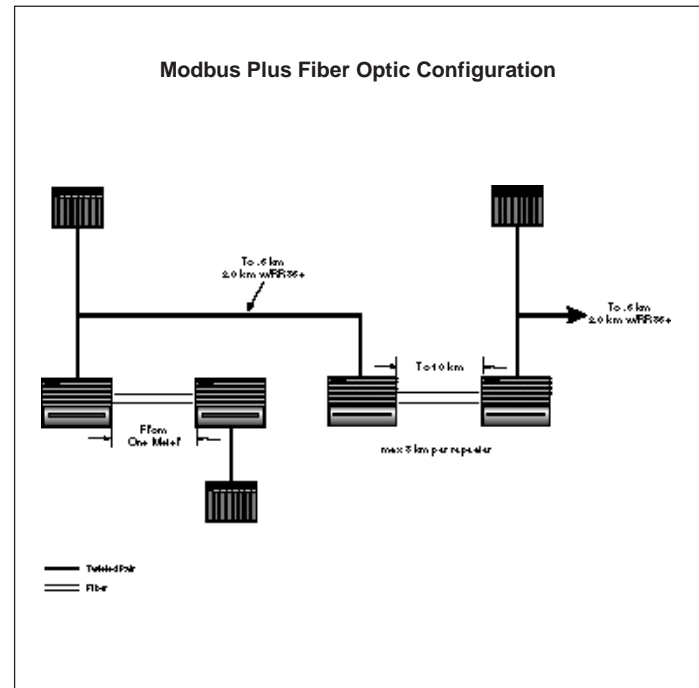 Modbus Plus Fiber Optic Configuration
To .5 km
2.0 km w/RR85+
To .5 km
2.0 km w/RR85+
To 10 km
From
One Meter
max 3 km per repeater
Twisted Pair
Fiber